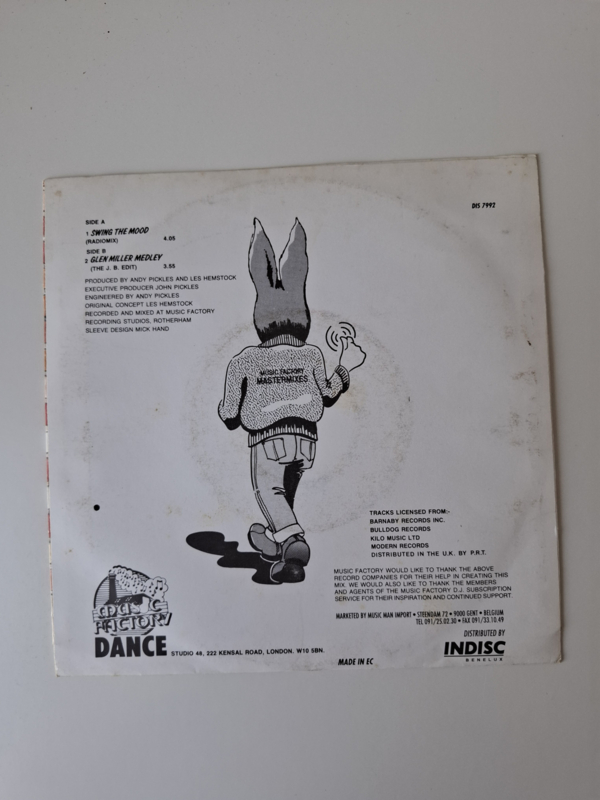 DIS 7992
SIDE A
1 SWING THE MOOD
(RADIOMIX) 4.05
SIDE B
2 GLEN MILLER MEDLEY
(THE J. B. EDIT) 3.55
PRODUCED BY ANDY PICKLES AND LES HEMSTOCK
EXECUTIVE PRODUCER JOHN PICKLES
ENGINEERED BY ANDY PICKLES
ORIGINAL CONCEPT LES HEMSTOCK
RECORDED AND MIXED AT MUSIC FACTORY
RECORDING STUDIOS, ROTHERHAM
SLEEVE DESIGN MICK HAND
MUSIC FACTORY
MASTERMIXES
TRACKS LICENSED FROM:-
BARNABY RECORDS INC.
BULLDOG RECORDS
KILO MUSIC LTD
MODERN RECORDS
DISTRIBUTED IN THE U.K. BY P.R.T.
MUSIC FACTORY WOULD LIKE TO THANK THE ABOVE
RECORD COMPANIES FOR THEIR HELP IN CREATING THIS
MIX. WE WOULD ALSO LIKE TO THANK THE MEMBERS
AND AGENTS OF THE MUSIC FACTORY D.J. SUBSCRIPTION
SERVICE FOR THEIR INSPIRATION AND CONTINUED SUPPORT.
MARKETED BY MUSIC MAN IMPORT • STEENDAM 72 • 9000 GENT • BELGIUM
TEL 091/25.02.30 • FAX 091/33.10.49
MUSIC
FACTORY
DANCE STUDIO 48, 222 KENSAL ROAD, LONDON. W10 5BN.
MADE IN EC
DISTRIBUTED BY
INDISC
BENELUX